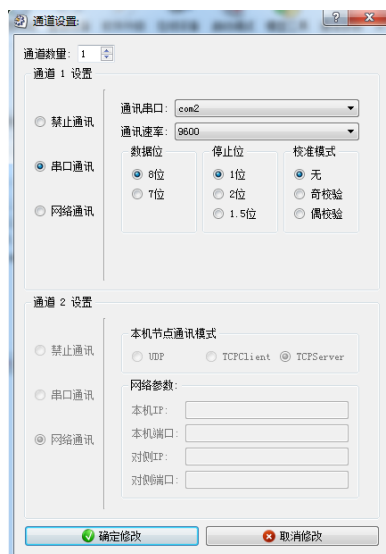 通道设置:
通道数量: 1
通道 1 设置
禁止通讯
串口通讯
网络通讯
通讯串口: com2
通讯速率: 9600
数据位
8位
7位
停止位
1位
2位
1.5位
校准模式
无
奇校验
偶校验
通道 2 设置
禁止通讯
串口通讯
网络通讯
本机节点通讯模式
UDP
TCPClient
TCPServer
网络参数:
本机IP:
本机端口:
对侧IP:
对侧端口:
确定修改
取消修改